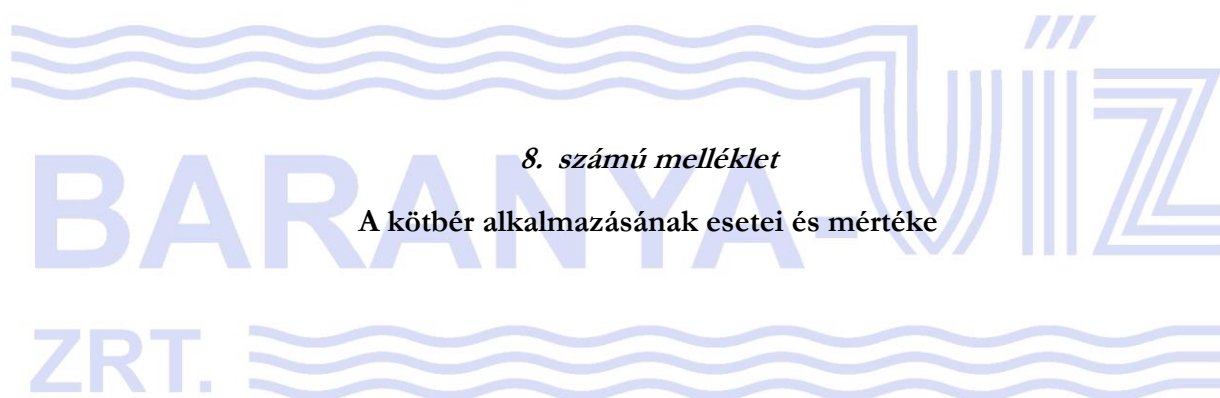 8. számú melléklet
A kötbér alkalmazásának esetei és mértéke
BARANYA-VÍZ
ZRT.